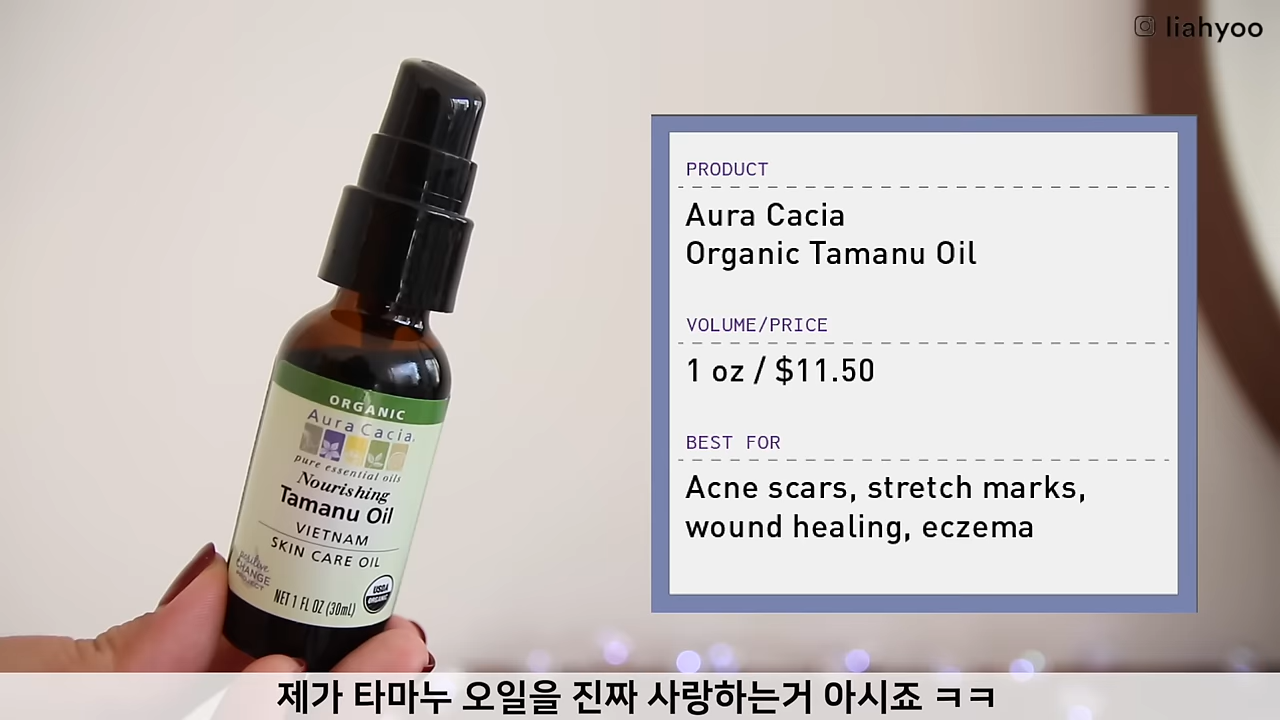 liahyoo
ORGANIC
Aura Cacia
pure essential oils
Nourishing
Tamanu Oil
VIETNAM
SKIN CARE OIL
positive
CHANGE
PROJECT
USDA
ORGANIC
NET 1 FL OZ (30mL)
PRODUCT
Aura Cacia
Organic Tamanu Oil
VOLUME/PRICE
1 oz / $11.50
BEST FOR
Acne scars, stretch marks,
wound healing, eczema
제가 타마누 오일을 진짜 사랑하는거 아시죠 ㅋㅋ